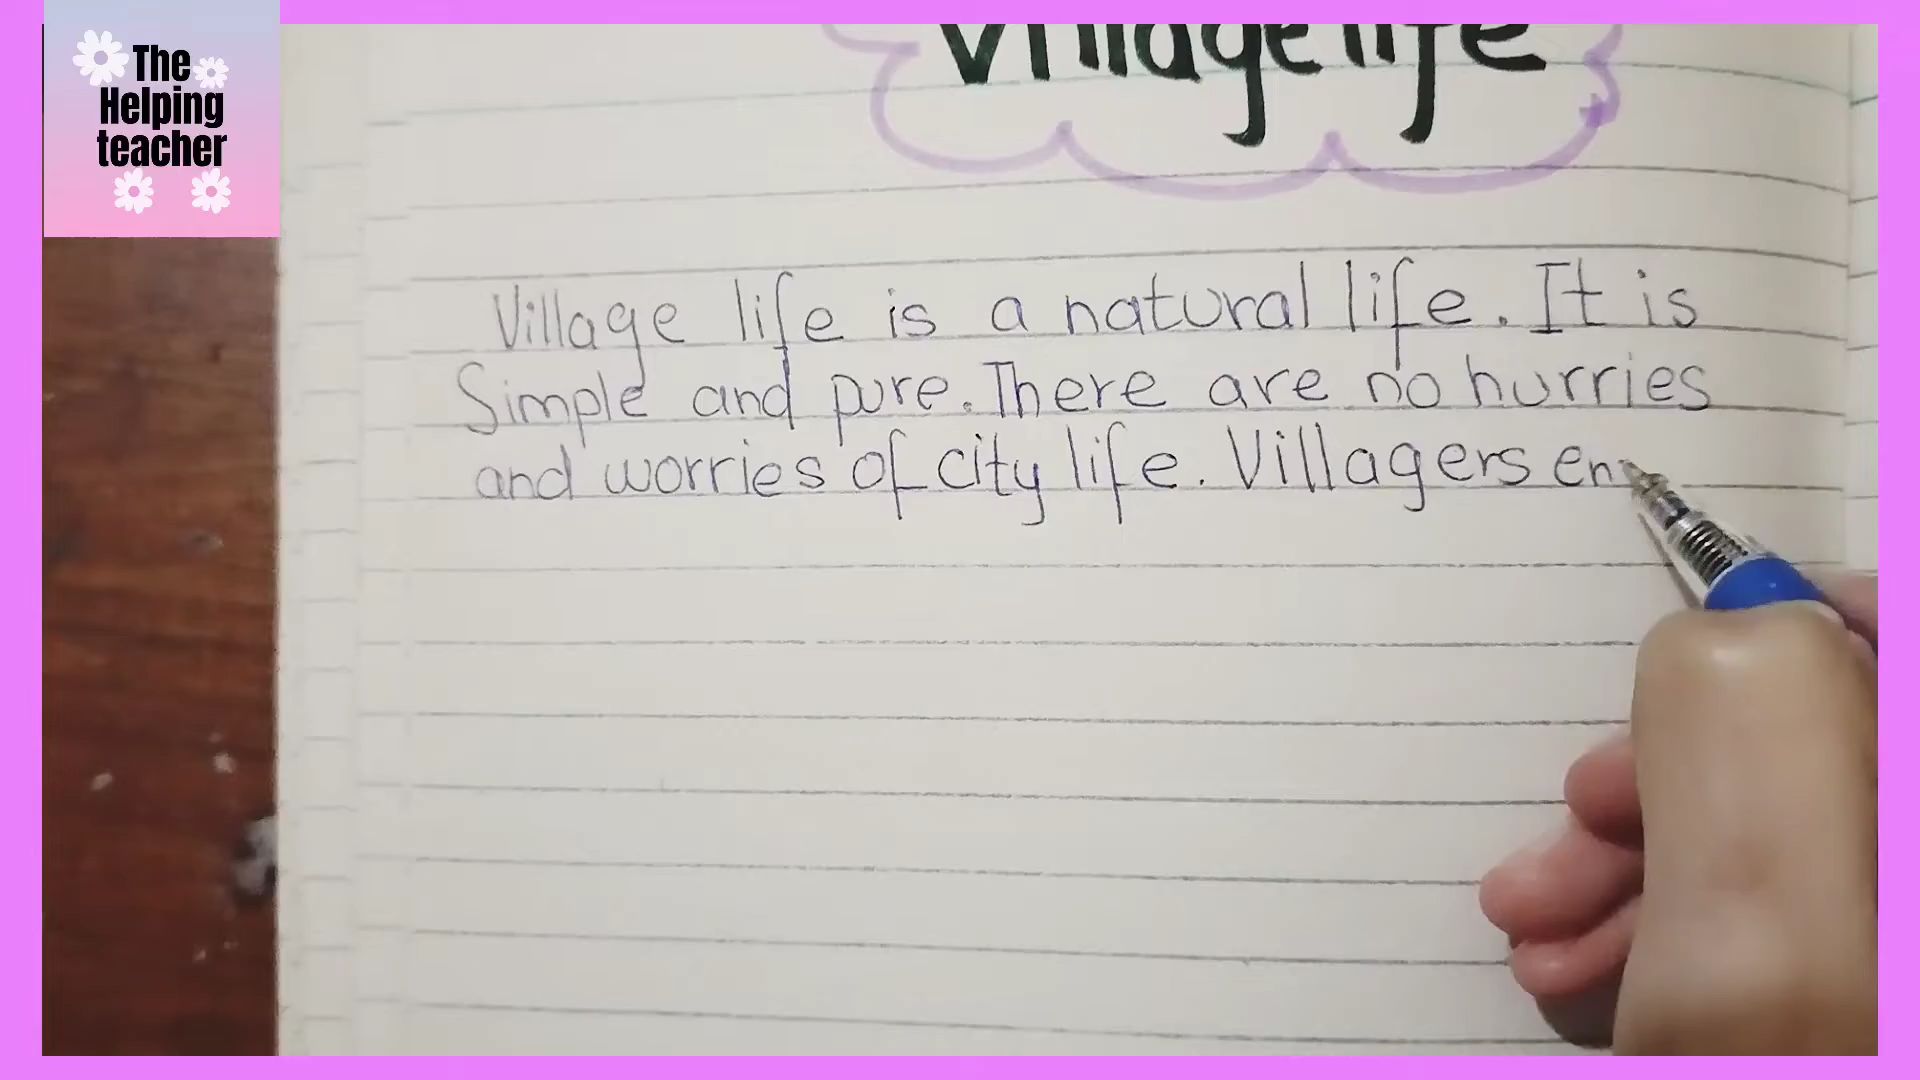 The
Helping
teacher
Village life
Village life is a natural life. It is
Simple and pure. There are no hurries
and worries of city life. Villagers en